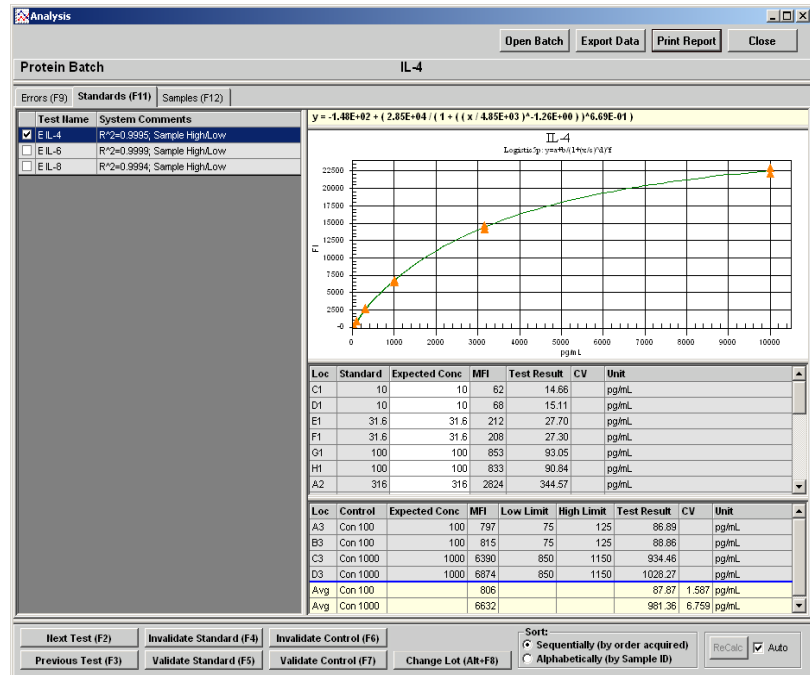 Analysis
Open Batch Export Data Print Report Close
Protein Batch IL-4
Errors (F9) Standards (F11) Samples (F12)
Test Name System Comments
E IL-4 R^2=0.9995; Sample High/Low
E IL-6 R^2=0.9999; Sample High/Low
E IL-8 R^2=0.9994; Sample High/Low
y = -1.48E+02 + ( 2.85E+04 / ( 1 + ( ( x / 4.85E+03 )^-1.26E+00 ) )^6.69E-01 )
IL-4
Logistic5p: y=a+b/(1+(x/c)^d)^f
FI
22500
20000
17500
15000
12500
10000
7500
5000
2500
-0
0 1000 2000 3000 4000 5000 6000 7000 8000 9000 10000
pg/mL
Loc Standard Expected Conc MFI Test Result CV Unit
C1 10 10 62 14.66 pg/mL
D1 10 10 68 15.11 pg/mL
E1 31.6 31.6 212 27.70 pg/mL
F1 31.6 31.6 208 27.30 pg/mL
G1 100 100 853 93.05 pg/mL
H1 100 100 833 90.84 pg/mL
A2 316 316 2824 344.57 pg/mL
Loc Control Expected Conc MFI Low Limit High Limit Test Result CV Unit
A3 Con 100 100 797 75 125 86.89 pg/mL
B3 Con 100 100 815 75 125 88.86 pg/mL
C3 Con 1000 1000 6390 850 1150 934.46 pg/mL
D3 Con 1000 1000 6874 850 1150 1028.27 pg/mL
Avg Con 100 806 87.87 1.587 pg/mL
Avg Con 1000 6632 981.36 6.759 pg/mL
Next Test (F2) Invalidate Standard (F4) Invalidate Control (F6)
Previous Test (F3) Validate Standard (F5) Validate Control (F7) Change Lot (Alt+F8)
Sort:
Sequentially (by order acquired)
Alphabetically (by Sample ID)
ReCalc Auto